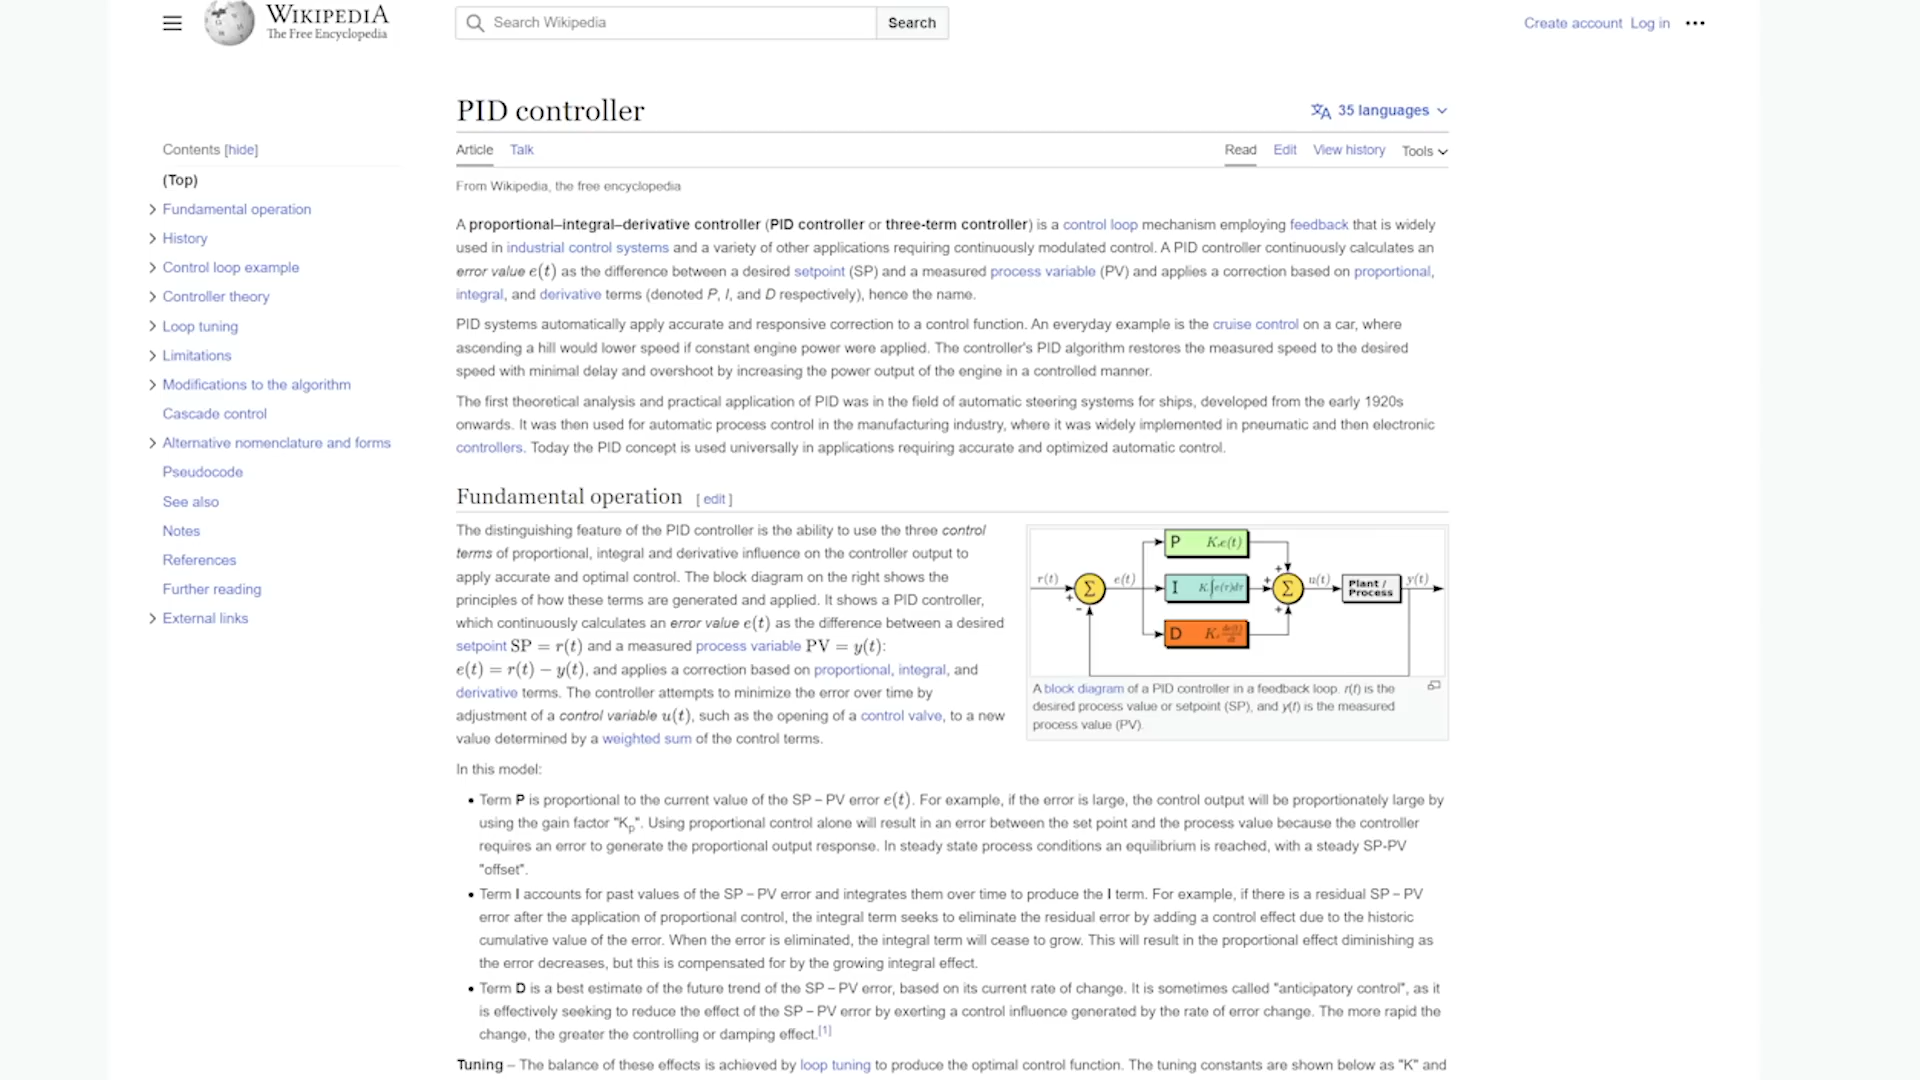 WIKIPEDIA
The Free Encyclopedia
Search Wikipedia
Search
Create account Log in
PID controller
35 languages
Article Talk
Read Edit View history Tools
From Wikipedia, the free encyclopedia
Contents [hide]
(Top)
Fundamental operation
History
Control loop example
Controller theory
Loop tuning
Limitations
Modifications to the algorithm
Cascade control
Alternative nomenclature and forms
Pseudocode
See also
Notes
References
Further reading
External links
A proportional–integral–derivative controller (PID controller or three-term controller) is a control loop mechanism employing feedback that is widely
used in industrial control systems and a variety of other applications requiring continuously modulated control. A PID controller continuously calculates an
error value e(t) as the difference between a desired setpoint (SP) and a measured process variable (PV) and applies a correction based on proportional,
integral, and derivative terms (denoted P, I, and D respectively), hence the name.
PID systems automatically apply accurate and responsive correction to a control function. An everyday example is the cruise control on a car, where
ascending a hill would lower speed if constant engine power were applied. The controller's PID algorithm restores the measured speed to the desired
speed with minimal delay and overshoot by increasing the power output of the engine in a controlled manner.
The first theoretical analysis and practical application of PID was in the field of automatic steering systems for ships, developed from the early 1920s
onwards. It was then used for automatic process control in the manufacturing industry, where it was widely implemented in pneumatic and then electronic
controllers. Today the PID concept is used universally in applications requiring accurate and optimized automatic control.
Fundamental operation [ edit ]
The distinguishing feature of the PID controller is the ability to use the three control
terms of proportional, integral and derivative influence on the controller output to
apply accurate and optimal control. The block diagram on the right shows the
principles of how these terms are generated and applied. It shows a PID controller,
which continuously calculates an error value e(t) as the difference between a desired
setpoint SP = r(t) and a measured process variable PV = y(t):
e(t) = r(t) − y(t), and applies a correction based on proportional, integral, and
derivative terms. The controller attempts to minimize the error over time by
adjustment of a control variable u(t), such as the opening of a control valve, to a new
value determined by a weighted sum of the control terms.
P
r(t) Σ e(t) I Σ u(t) Plant / Process y(t)
D
A block diagram of a PID controller in a feedback loop. r(t) is the
desired process value or setpoint (SP), and y(t) is the measured
process value (PV).
In this model:
• Term P is proportional to the current value of the SP − PV error e(t). For example, if the error is large, the control output will be proportionately large by
using the gain factor "Kp". Using proportional control alone will result in an error between the set point and the process value because the controller
requires an error to generate the proportional output response. In steady state process conditions an equilibrium is reached, with a steady SP-PV
"offset".
• Term I accounts for past values of the SP − PV error and integrates them over time to produce the I term. For example, if there is a residual SP − PV
error after the application of proportional control, the integral term seeks to eliminate the residual error by adding a control effect due to the historic
cumulative value of the error. When the error is eliminated, the integral term will cease to grow. This will result in the proportional effect diminishing as
the error decreases, but this is compensated for by the growing integral effect.
• Term D is a best estimate of the future trend of the SP − PV error, based on its current rate of change. It is sometimes called "anticipatory control", as it
is effectively seeking to reduce the effect of the SP − PV error by exerting a control influence generated by the rate of error change. The more rapid the
change, the greater the controlling or damping effect.[1]
Tuning – The balance of these effects is achieved by loop tuning to produce the optimal control function. The tuning constants are shown below as "K" and